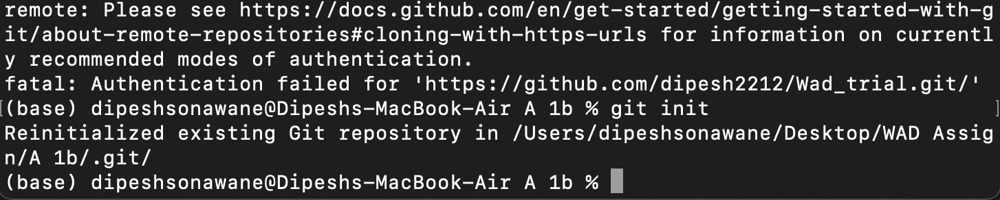 remote: Please see https://docs.github.com/en/get-started/getting-started-with-g
it/about-remote-repositories#cloning-with-https-urls for information on currentl
y recommended modes of authentication.
fatal: Authentication failed for 'https://github.com/dipesh2212/Wad_trial.git/'
[(base) dipeshsonawane@Dipeshs-MacBook-Air A 1b % git init ]
Reinitialized existing Git repository in /Users/dipeshsonawane/Desktop/WAD Assig
n/A 1b/.git/
(base) dipeshsonawane@Dipeshs-MacBook-Air A 1b %